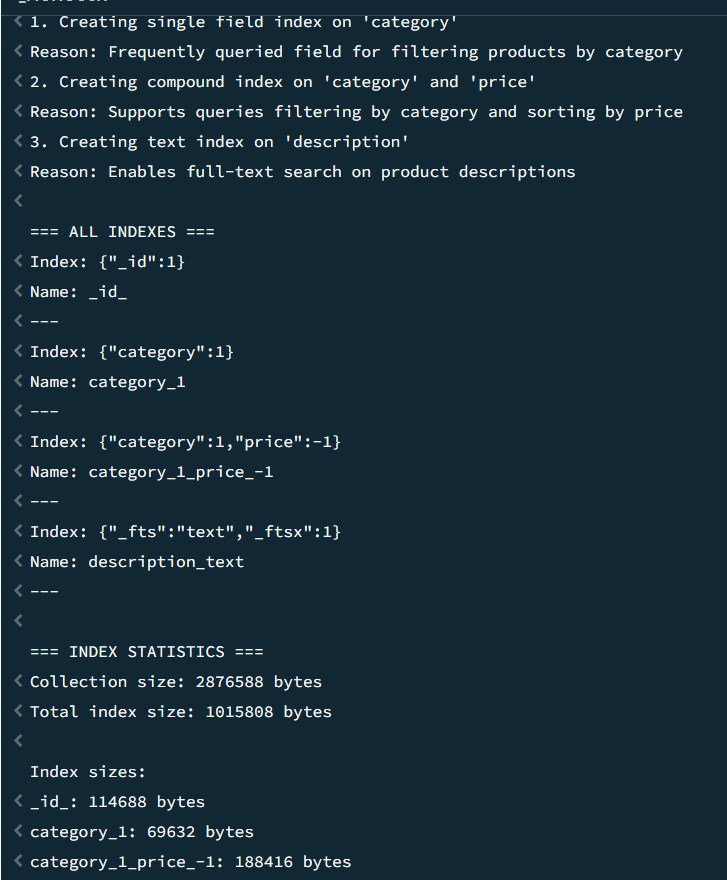 1. Creating single field index on 'category'
Reason: Frequently queried field for filtering products by category
2. Creating compound index on 'category' and 'price'
Reason: Supports queries filtering by category and sorting by price
3. Creating text index on 'description'
Reason: Enables full-text search on product descriptions
=== ALL INDEXES ===
Index: {"_id":1}
Name: _id_
---
Index: {"category":1}
Name: category_1
---
Index: {"category":1,"price":-1}
Name: category_1_price_-1
---
Index: {"_fts":"text","_ftsx":1}
Name: description_text
---
=== INDEX STATISTICS ===
Collection size: 2876588 bytes
Total index size: 1015808 bytes
Index sizes:
_id_: 114688 bytes
category_1: 69632 bytes
category_1_price_-1: 188416 bytes